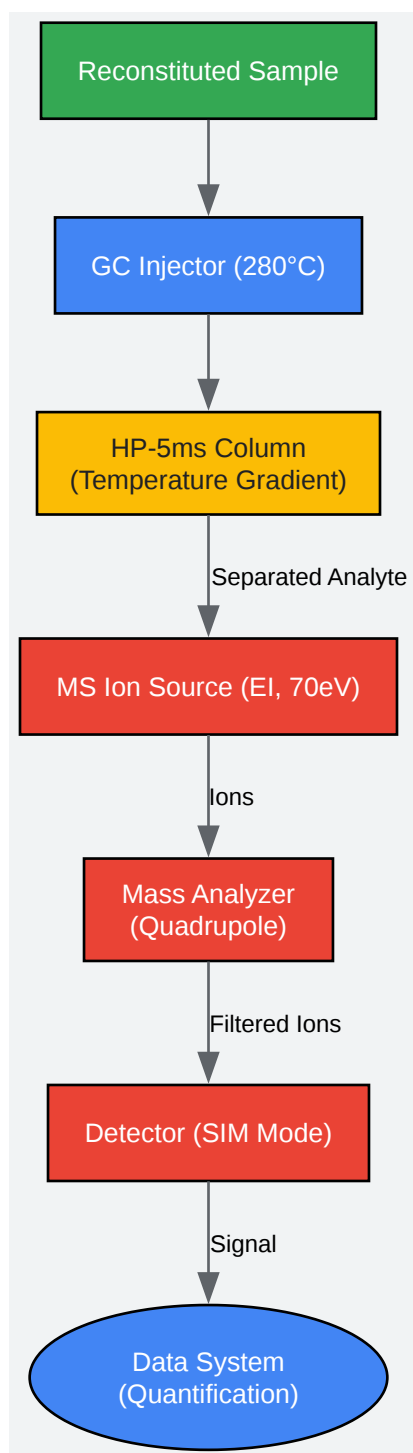 Reconstituted Sample
GC Injector (280°C)
HP-5ms Column
(Temperature Gradient)
Separated Analyte
MS Ion Source (EI, 70eV)
Ions
Mass Analyzer
(Quadrupole)
Filtered Ions
Detector (SIM Mode)
Signal
Data System
(Quantification)